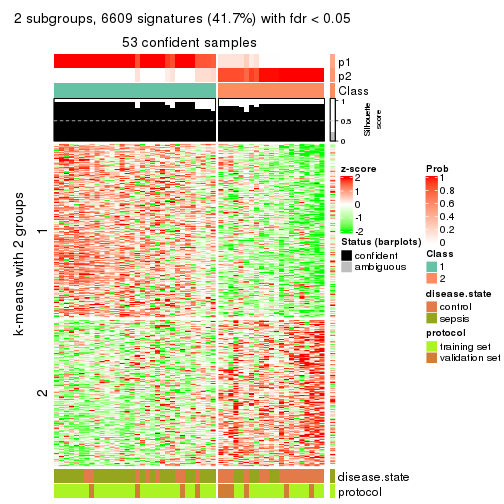 2 subgroups, 6609 signatures (41.7%) with fdr < 0.05
53 confident samples
p1
p2
Class
1
0.5
0
Silhouette
score
k-means with 2 groups
1
2
z-score
2
1
0
-1
-2
Status (barplots)
confident
ambiguous
Prob
1
0.8
0.6
0.4
0.2
0
Class
1
2
disease.state
control
sepsis
protocol
training set
validation set
disease.state
protocol